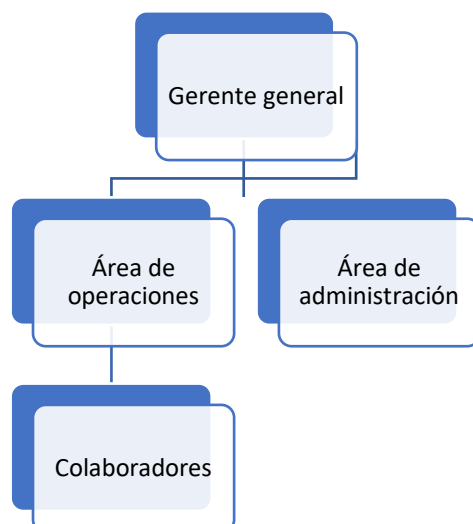 Gerente general
Área de
operaciones
Área de
administración
Colaboradores